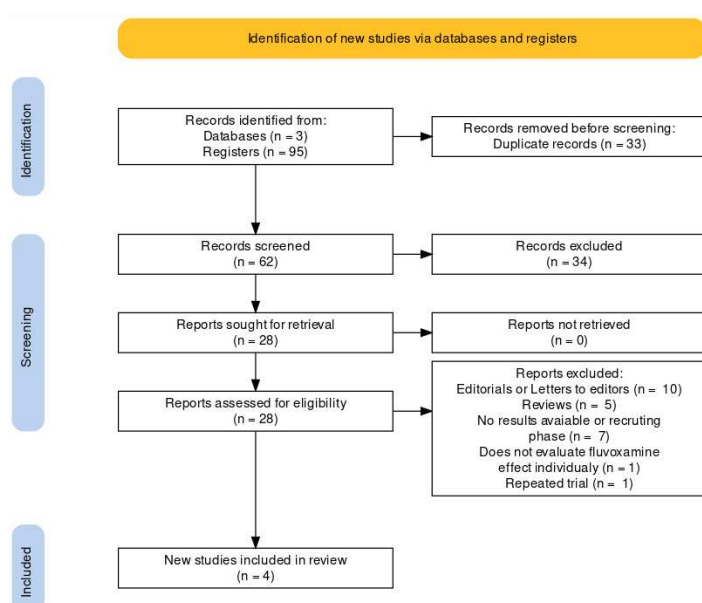 Identification of new studies via databases and registers
Identification
Records identified from:
Databases (n = 3)
Registers (n = 95)
Records removed before screening:
Duplicate records (n = 33)
Screening
Records screened
(n = 62)
Records excluded
(n = 34)
Reports sought for retrieval
(n = 28)
Reports not retrieved
(n = 0)
Reports assessed for eligibility
(n = 28)
Reports excluded:
Editorials or Letters to editors (n = 10)
Reviews (n = 5)
No results avaiable or recruting
phase (n = 7)
Does not evaluate fluvoxamine
effect individualy (n = 1)
Repeated trial (n = 1)
Included
New studies included in review
(n = 4)